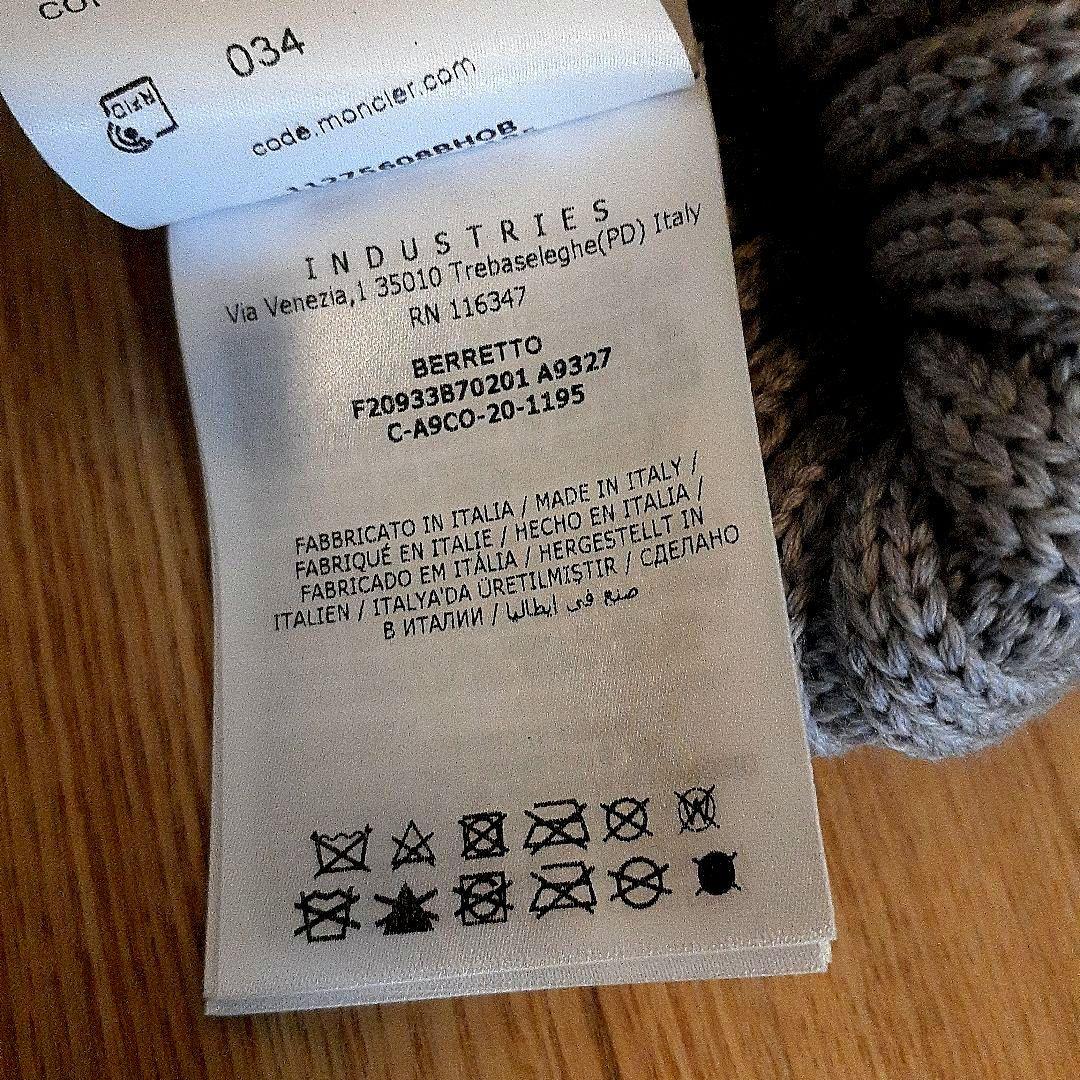 034
RFID
code.moncler.com
INDUSTRIES
Via Venezia,1 35010 Trebaseleghe(PD) Italy
RN 116347
BERRETTO
F20933B70201 A9327
C-A9CO-20-1195
FABBRICATO IN ITALIA / MADE IN ITALY /
FABRIQUÉ EN ITALIE / HECHO EN ITALIA /
FABRICADO EM ITÁLIA / HERGESTELLT IN
ITALIEN / ITALYA'DA ÜRETILMIŞTIR / СДЕЛАНО
В ИТАЛИИ / صنع في ايطاليا
W